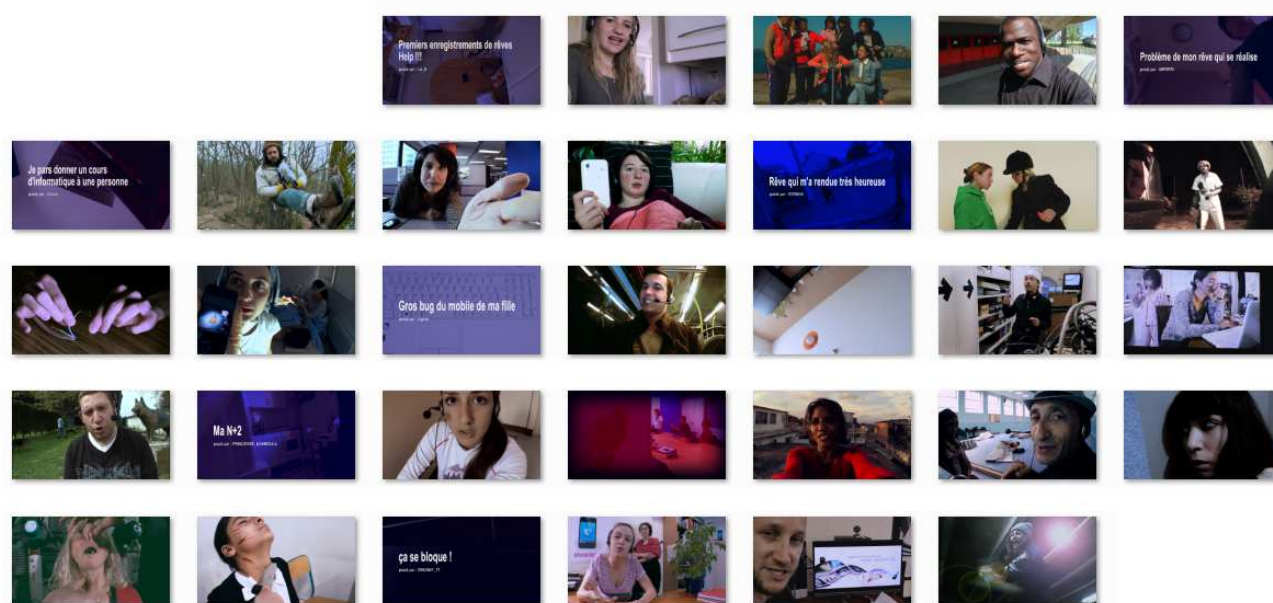 Premiers enregistrements de rêves
Help !!!
Problème de mon rêve qui se réalise
Je pars donner un cours
d'informatique à une personne
Rêve qui m'a rendue très heureuse
Gros bug du mobile de ma fille
Ma N+2
ça se bloque !